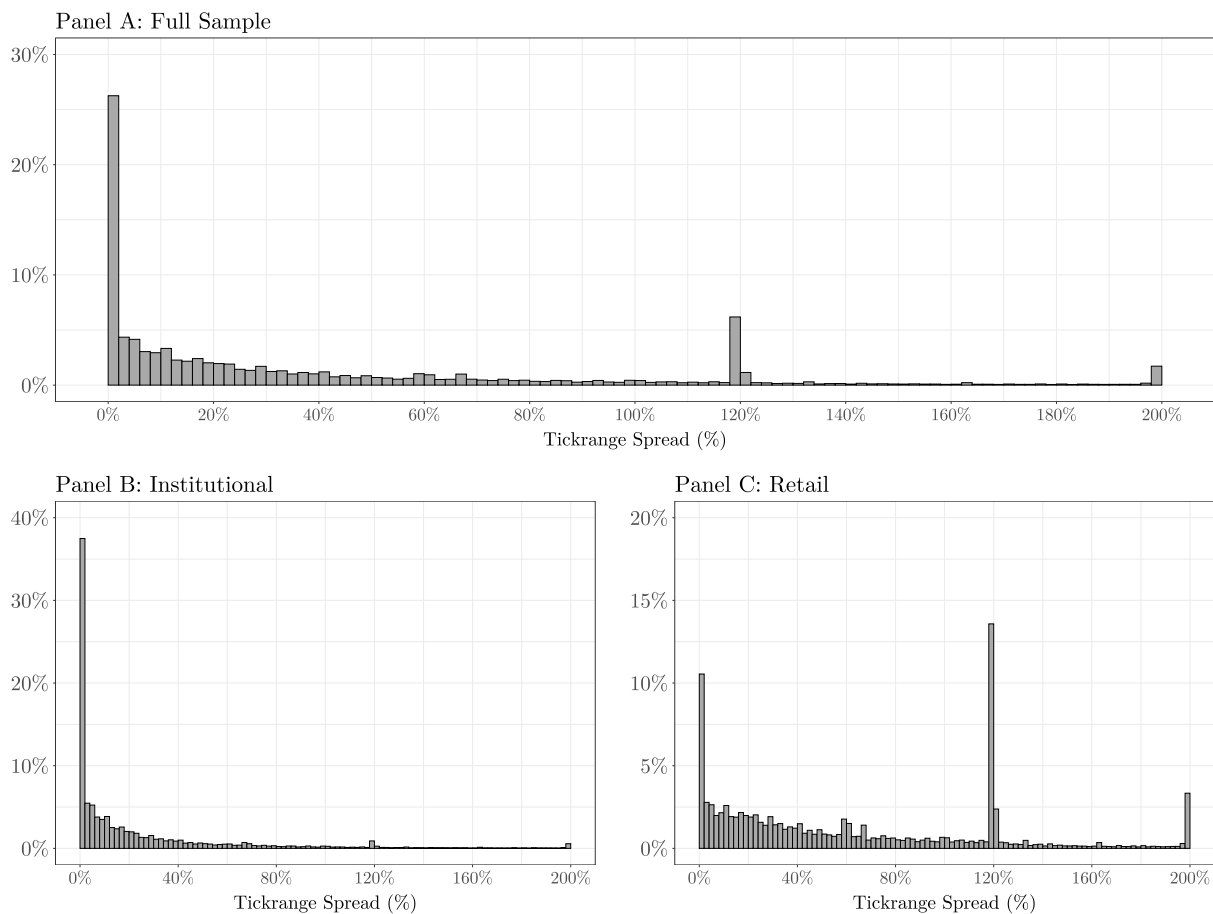 Panel A: Full Sample
30%
20%
10%
0%
0% 20% 40% 60% 80% 100% 120% 140% 160% 180% 200%
Tickrange Spread (%)
Panel B: Institutional
40%
30%
20%
10%
0%
0% 40% 80% 120% 160% 200%
Tickrange Spread (%)
Panel C: Retail
20%
15%
10%
5%
0%
0% 40% 80% 120% 160% 200%
Tickrange Spread (%)